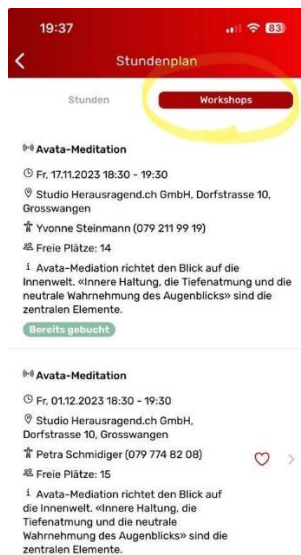 19:37
83
Stundenplan
Stunden
Workshops
Avata-Meditation
Fr, 17.11.2023 18:30 - 19:30
Studio Herausragend.ch GmbH, Dorfstrasse 10,
Grosswangen
Yvonne Steinmann (079 211 99 19)
Freie Plätze: 14
i Avata-Mediation richtet den Blick auf die
Innenwelt. «Innere Haltung, die Tiefenatmung und die
neutrale Wahrnehmung des Augenblicks» sind die
zentralen Elemente.
Bereits gebucht
Avata-Meditation
Fr, 01.12.2023 18:30 - 19:30
Studio Herausragend.ch GmbH,
Dorfstrasse 10, Grosswangen
Petra Schmidiger (079 774 82 08)
Freie Plätze: 15
i Avata-Mediation richtet den Blick auf
die Innenwelt. «Innere Haltung, die
Tiefenatmung und die neutrale
Wahrnehmung des Augenblicks» sind die
zentralen Elemente.